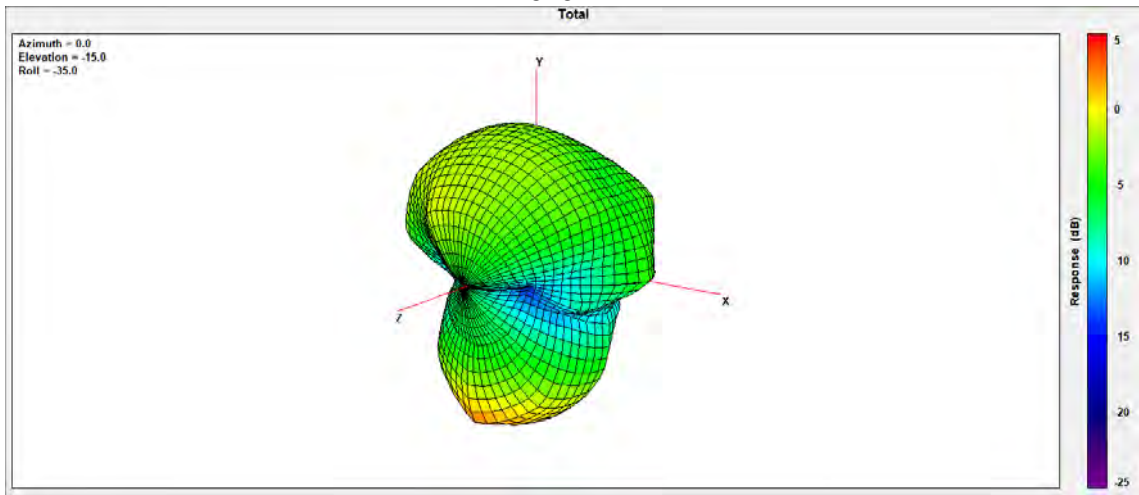 Total
Azimuth = 0.0
Elevation = -15.0
Roll = -35.0
Y
X
Z
5
0
-5
-10
-15
-20
-25
Response (dB)